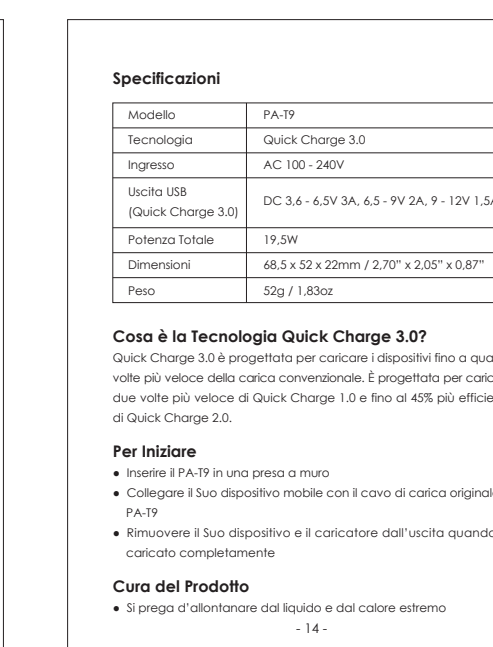 Specificazioni
Modello PA-T9
Tecnologia Quick Charge 3.0
Ingresso AC 100 - 240V
Uscita USB
(Quick Charge 3.0) DC 3,6 - 6,5V 3A, 6,5 - 9V 2A, 9 - 12V 1,5A
Potenza Totale 19,5W
Dimensioni 68,5 x 52 x 22mm / 2,70” x 2,05” x 0,87”
Peso 52g / 1,83oz
Cosa è la Tecnologia Quick Charge 3.0?
Quick Charge 3.0 è progettata per caricare i dispositivi fino a
volte più veloce della carica convenzionale. È progettata per
due volte più veloce di Quick Charge 1.0 e fino al 45% più
di Quick Charge 2.0.
Per Iniziare
● Inserire il PA-T9 in una presa a muro
● Collegare il Suo dispositivo mobile con il cavo di carica
PA-T9
● Rimuovere il Suo dispositivo e il caricatore dall’uscita
caricato completamente
Cura del Prodotto
● Si prega d’allontanare dal liquido e dal calore estremo
- 14 -